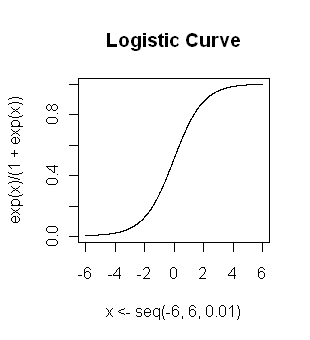 Logistic Curve
exp(x)/(1 + exp(x))
0.8
0.4
0.0
-6 -4 -2 0 2 4 6
x <- seq(-6, 6, 0.01)